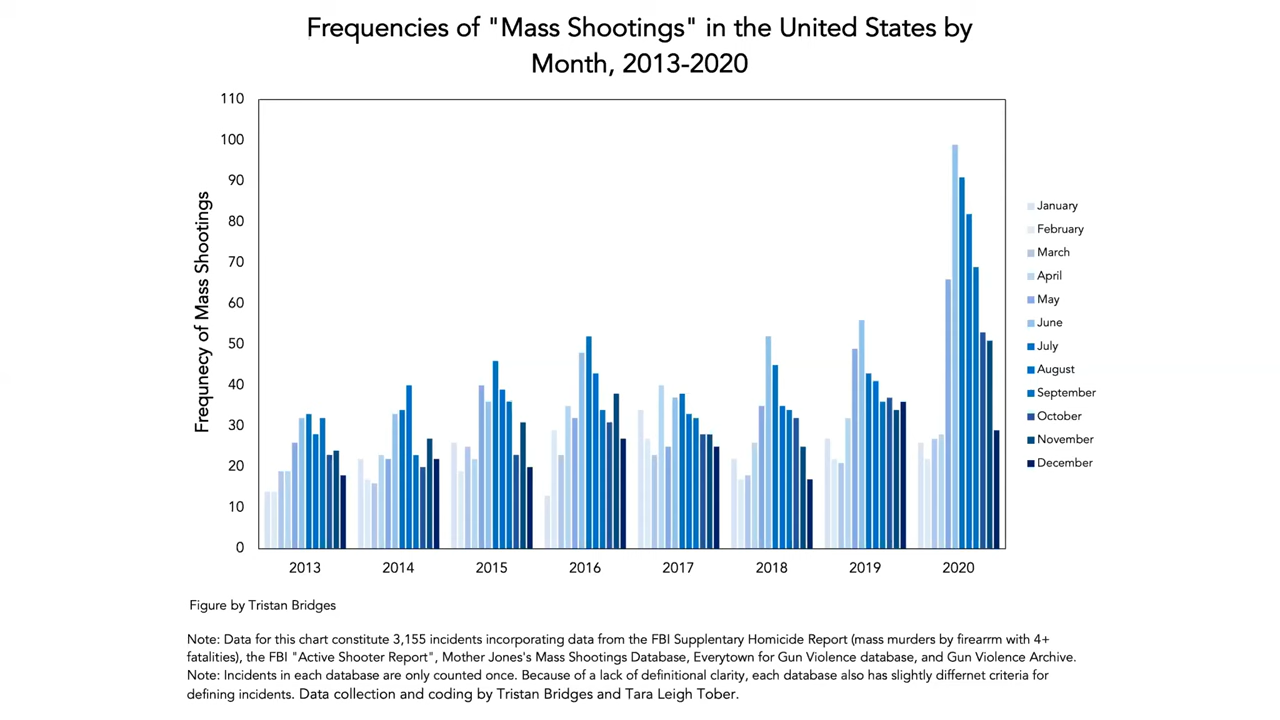 Frequencies of "Mass Shootings" in the United States by
Month, 2013-2020
110
100
90
80
70
60
50
40
30
20
10
0
Frequnecy of Mass Shootings
2013 2014 2015 2016 2017 2018 2019 2020
January
February
March
April
May
June
July
August
September
October
November
December
Figure by Tristan Bridges
Note: Data for this chart constitute 3,155 incidents incorporating data from the FBI Supplentary Homicide Report (mass murders by firearrm with 4+
fatalities), the FBI "Active Shooter Report", Mother Jones's Mass Shootings Database, Everytown for Gun Violence database, and Gun Violence Archive.
Note: Incidents in each database are only counted once. Because of a lack of definitional clarity, each database also has slightly differnet criteria for
defining incidents. Data collection and coding by Tristan Bridges and Tara Leigh Tober.